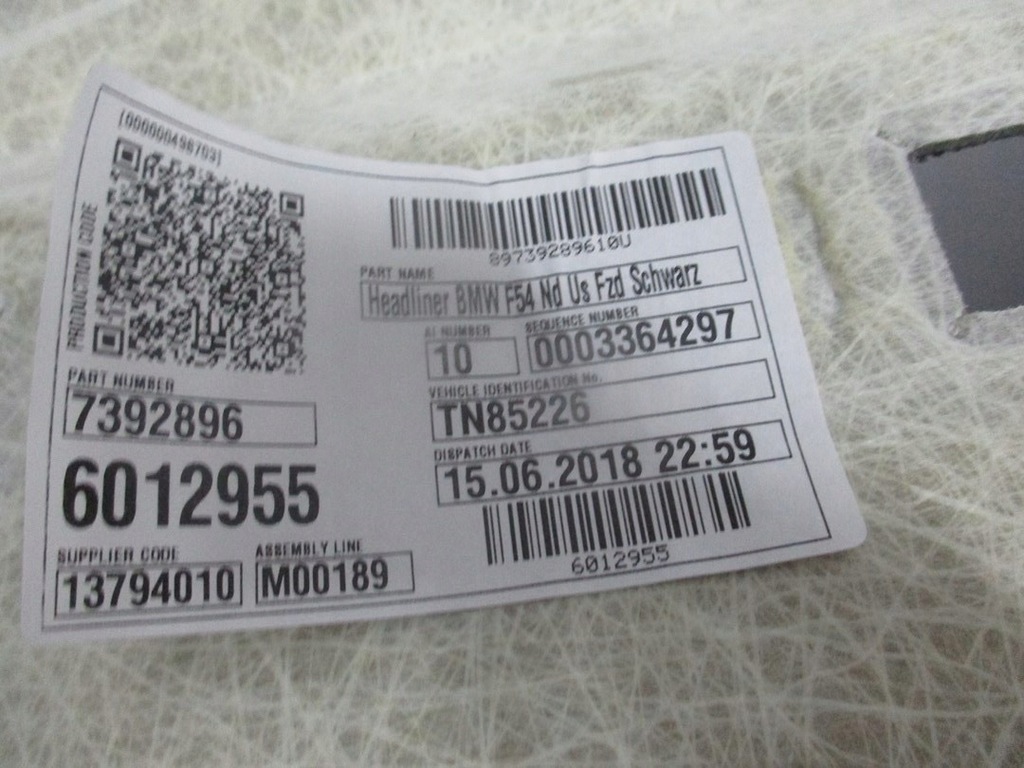 [000000498703]
PRODUCTION CODE
89739289610U
PART NAME
Headliner BMW F54 Nd Us Fzd Schwarz
AI NUMBER
10
SEQUENCE NUMBER
0003364297
VEHICLE IDENTIFICATION No.
TN85226
DISPATCH DATE
15.06.2018 22:59
6012955
PART NUMBER
7392896
6012955
SUPPLIER CODE
13794010
ASSEMBLY LINE
M00189